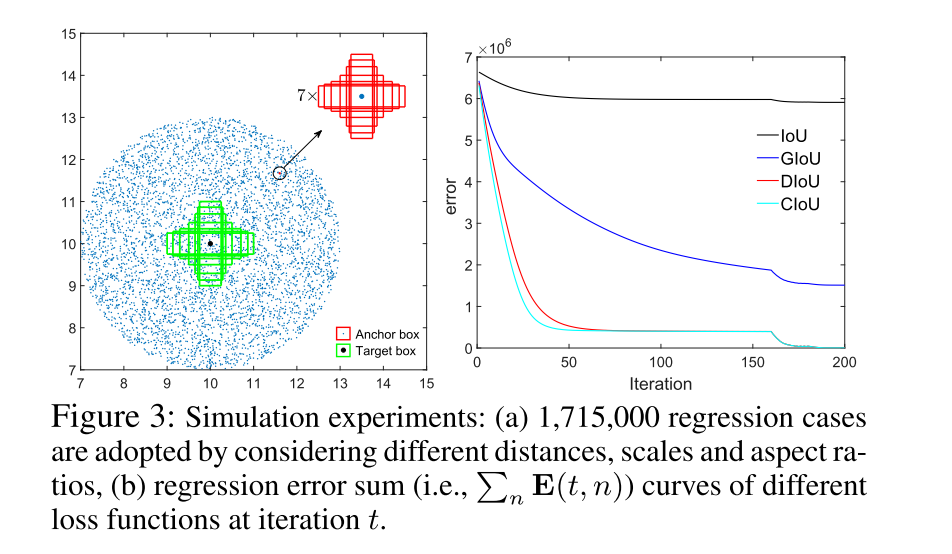 15
14
13
12
11
10
9
8
7
7 8 9 10 11 12 13 14 15
7×
Anchor box
Target box
×10⁶
7
6
5
4
3
2
1
0
error
0 50 100 150 200
Iteration
IoU
GIoU
DIoU
CIoU
Figure 3: Simulation experiments: (a) 1,715,000 regression cases
are adopted by considering different distances, scales and aspect ra-
tios, (b) regression error sum (i.e., ∑ₙ E(t, n)) curves of different
loss functions at iteration t.